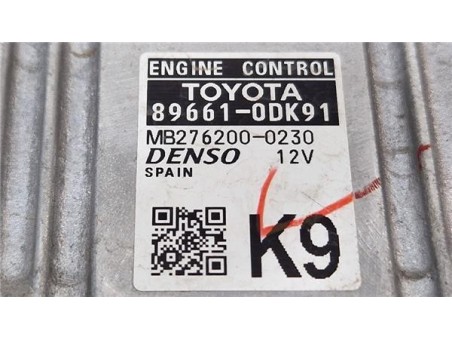 ENGINE CONTROL
TOYOTA
89661-0DK91
MB276200-0230
DENSO 12V
SPAIN
K9